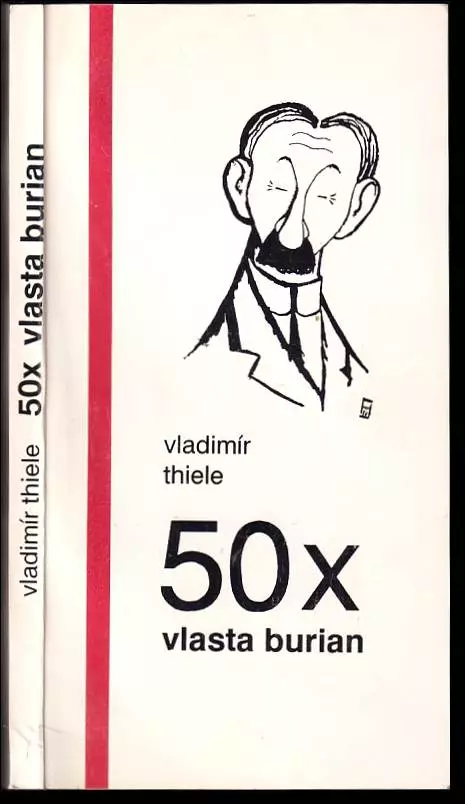 vladimír thiele 50x vlasta burian
vladimír
thiele
50x
vlasta burian